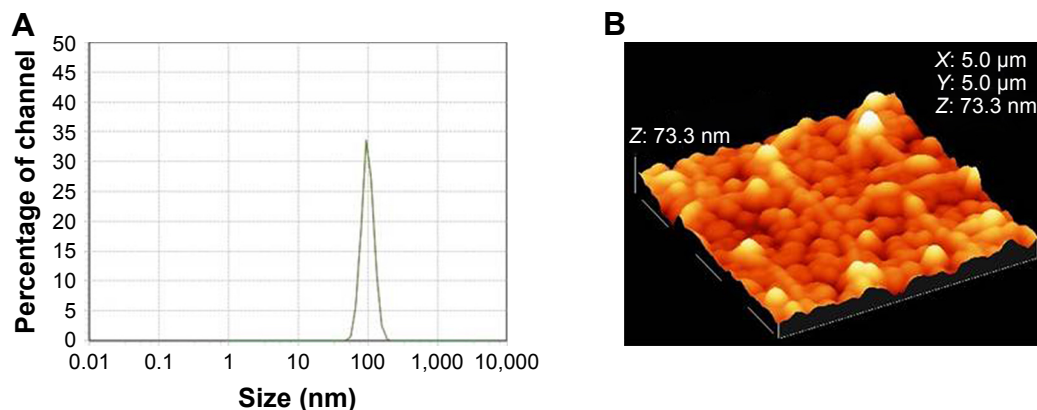 A
Percentage of channel
50
45
40
35
30
25
20
15
10
5
0
0.01 0.1 1 10 100 1,000 10,000
Size (nm)
B
X: 5.0 µm
Y: 5.0 µm
Z: 73.3 nm
Z: 73.3 nm